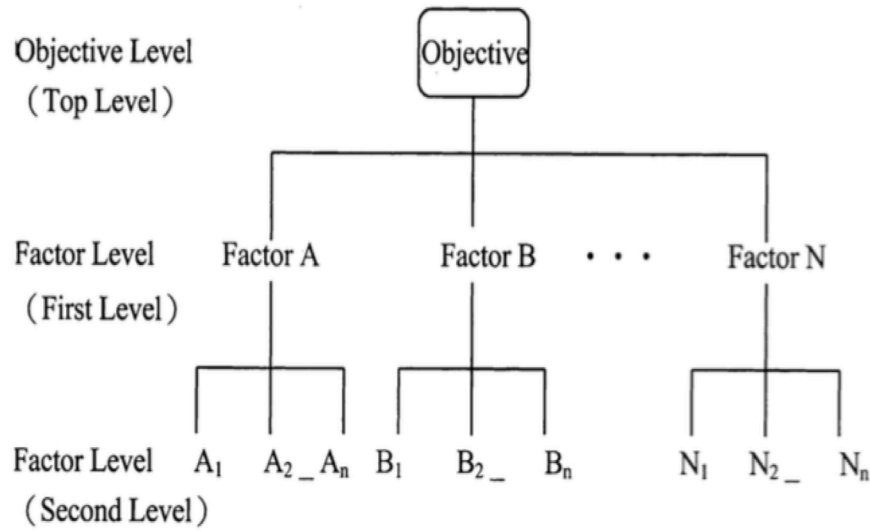 Objective Level
Objective
（Top Level）
Factor Level
Factor A
Factor B
· · ·
Factor N
（First Level）
Factor Level
A₁
A₂ _
Aₙ
B₁
B₂ _
Bₙ
N₁
N₂ _
Nₙ
（Second Level）